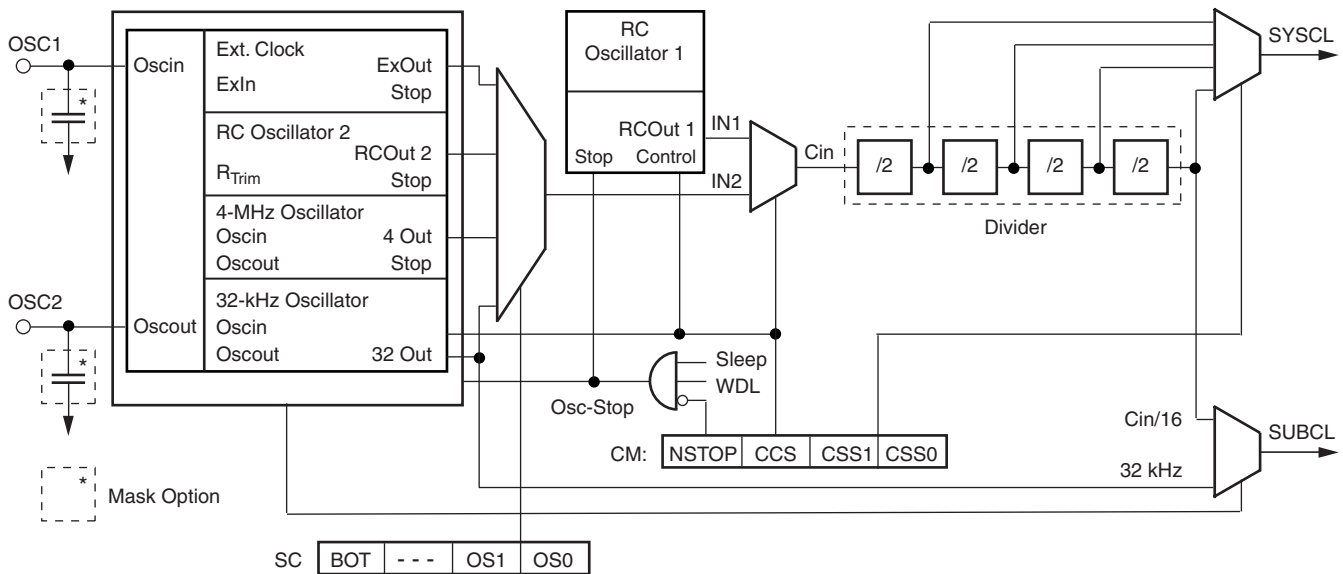 OSC1
Oscin
Ext. Clock
ExIn
ExOut
Stop
RC Oscillator 2
RCOut 2
RTrim
Stop
4-MHz Oscillator
Oscin
4 Out
Oscout
Stop
OSC2
Oscout
32-kHz Oscillator
Oscin
Oscout
32 Out
*
*
* Mask Option
RC
Oscillator 1
RCOut 1
Stop Control
IN1
IN2
Cin
/2 /2 /2 /2
Divider
SYSCL
Sleep
WDL
Osc-Stop
CM: NSTOP CCS CSS1 CSS0
Cin/16
32 kHz
SUBCL
SC BOT - - - OS1 OS0